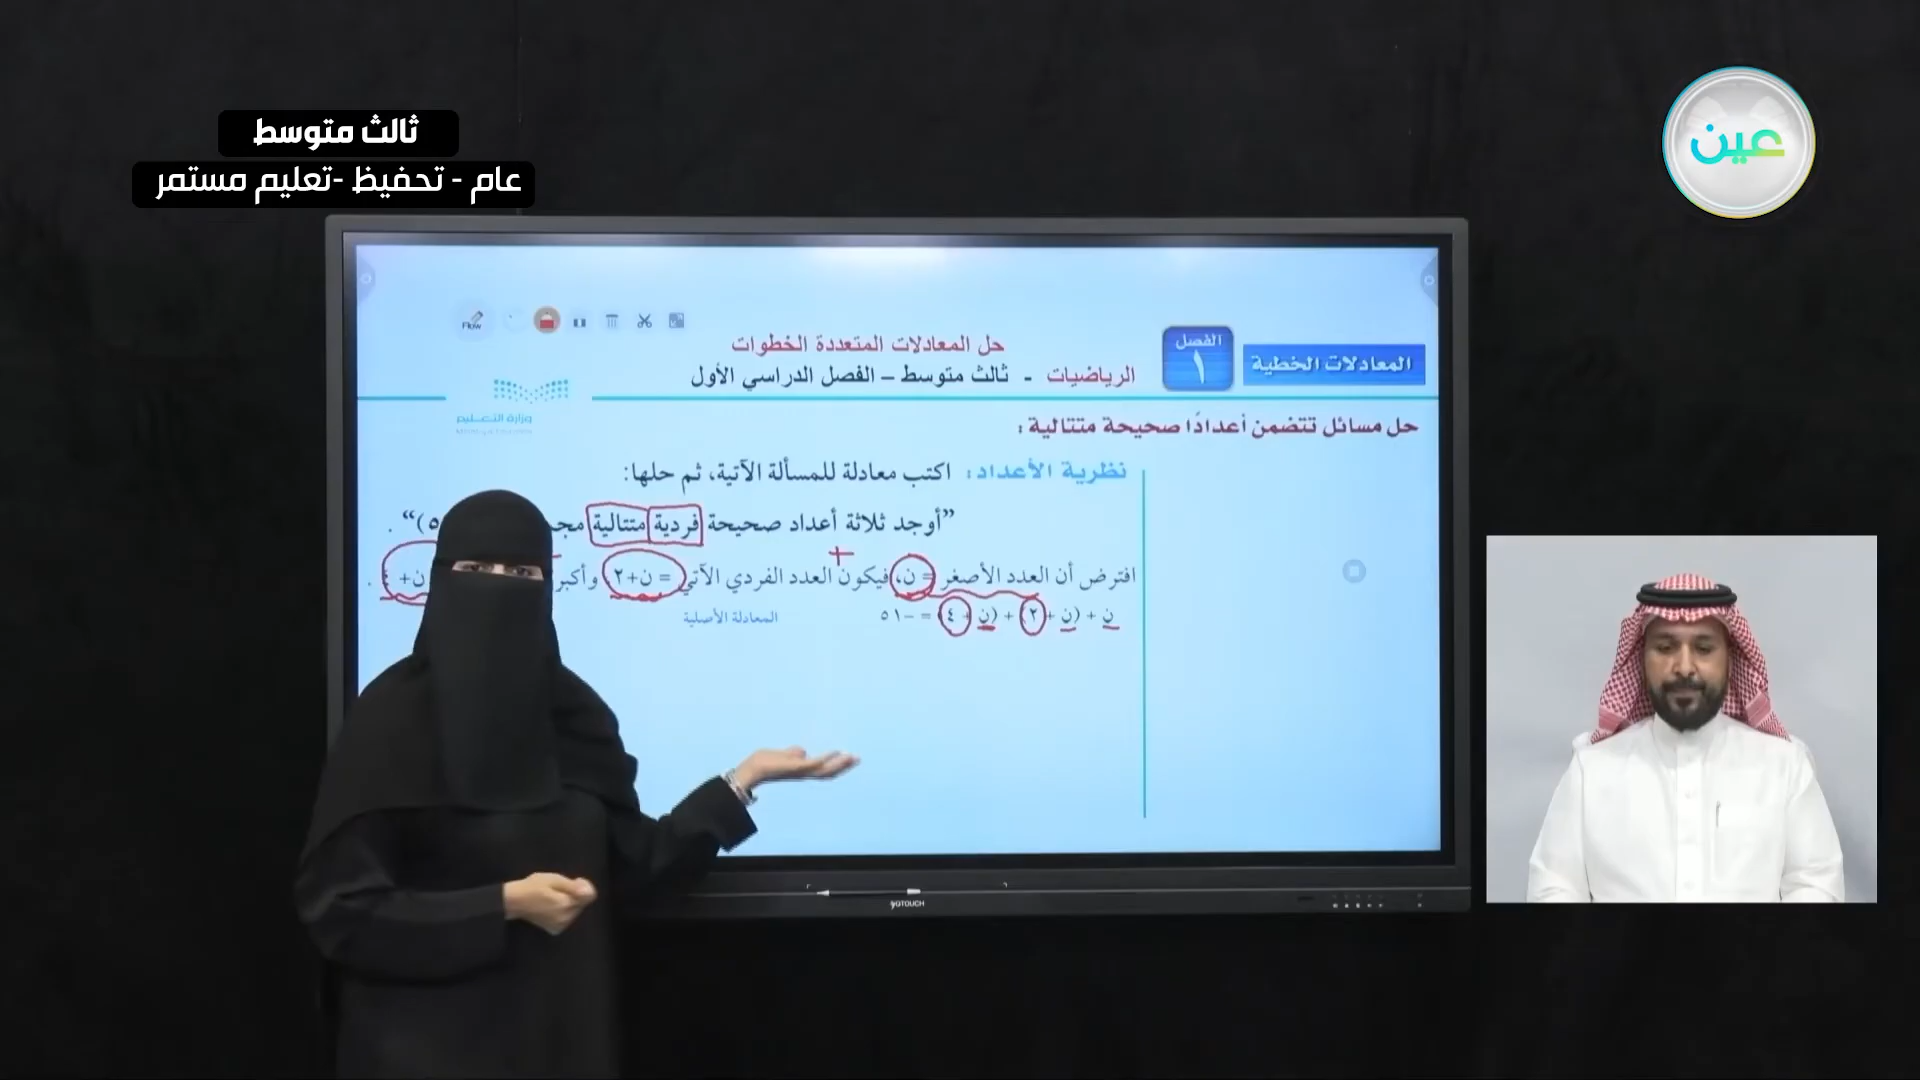 ثالث متوسط
عام - تحفيظ -تعليم مستمر
عين
Flow
المعادلات الخطية
الفصل
١
حل المعادلات المتعددة الخطوات
الرياضيات - ثالث متوسط – الفصل الدراسي الأول
وزارة التعليم
حل مسائل تتضمن أعدادًا صحيحة متتالية :
نظرية الأعداد: اكتب معادلة للمسألة الآتية، ثم حلها:
”أوجد ثلاثة أعداد صحيحة فردية متتالية
+
افترض أن العدد الأصغر = ن، فيكون العدد الفردي الآتي = ن+٢، وأكبر ن+
ن + (ن + ٢) + (ن + ٤) = −٥١ المعادلة الأصلية